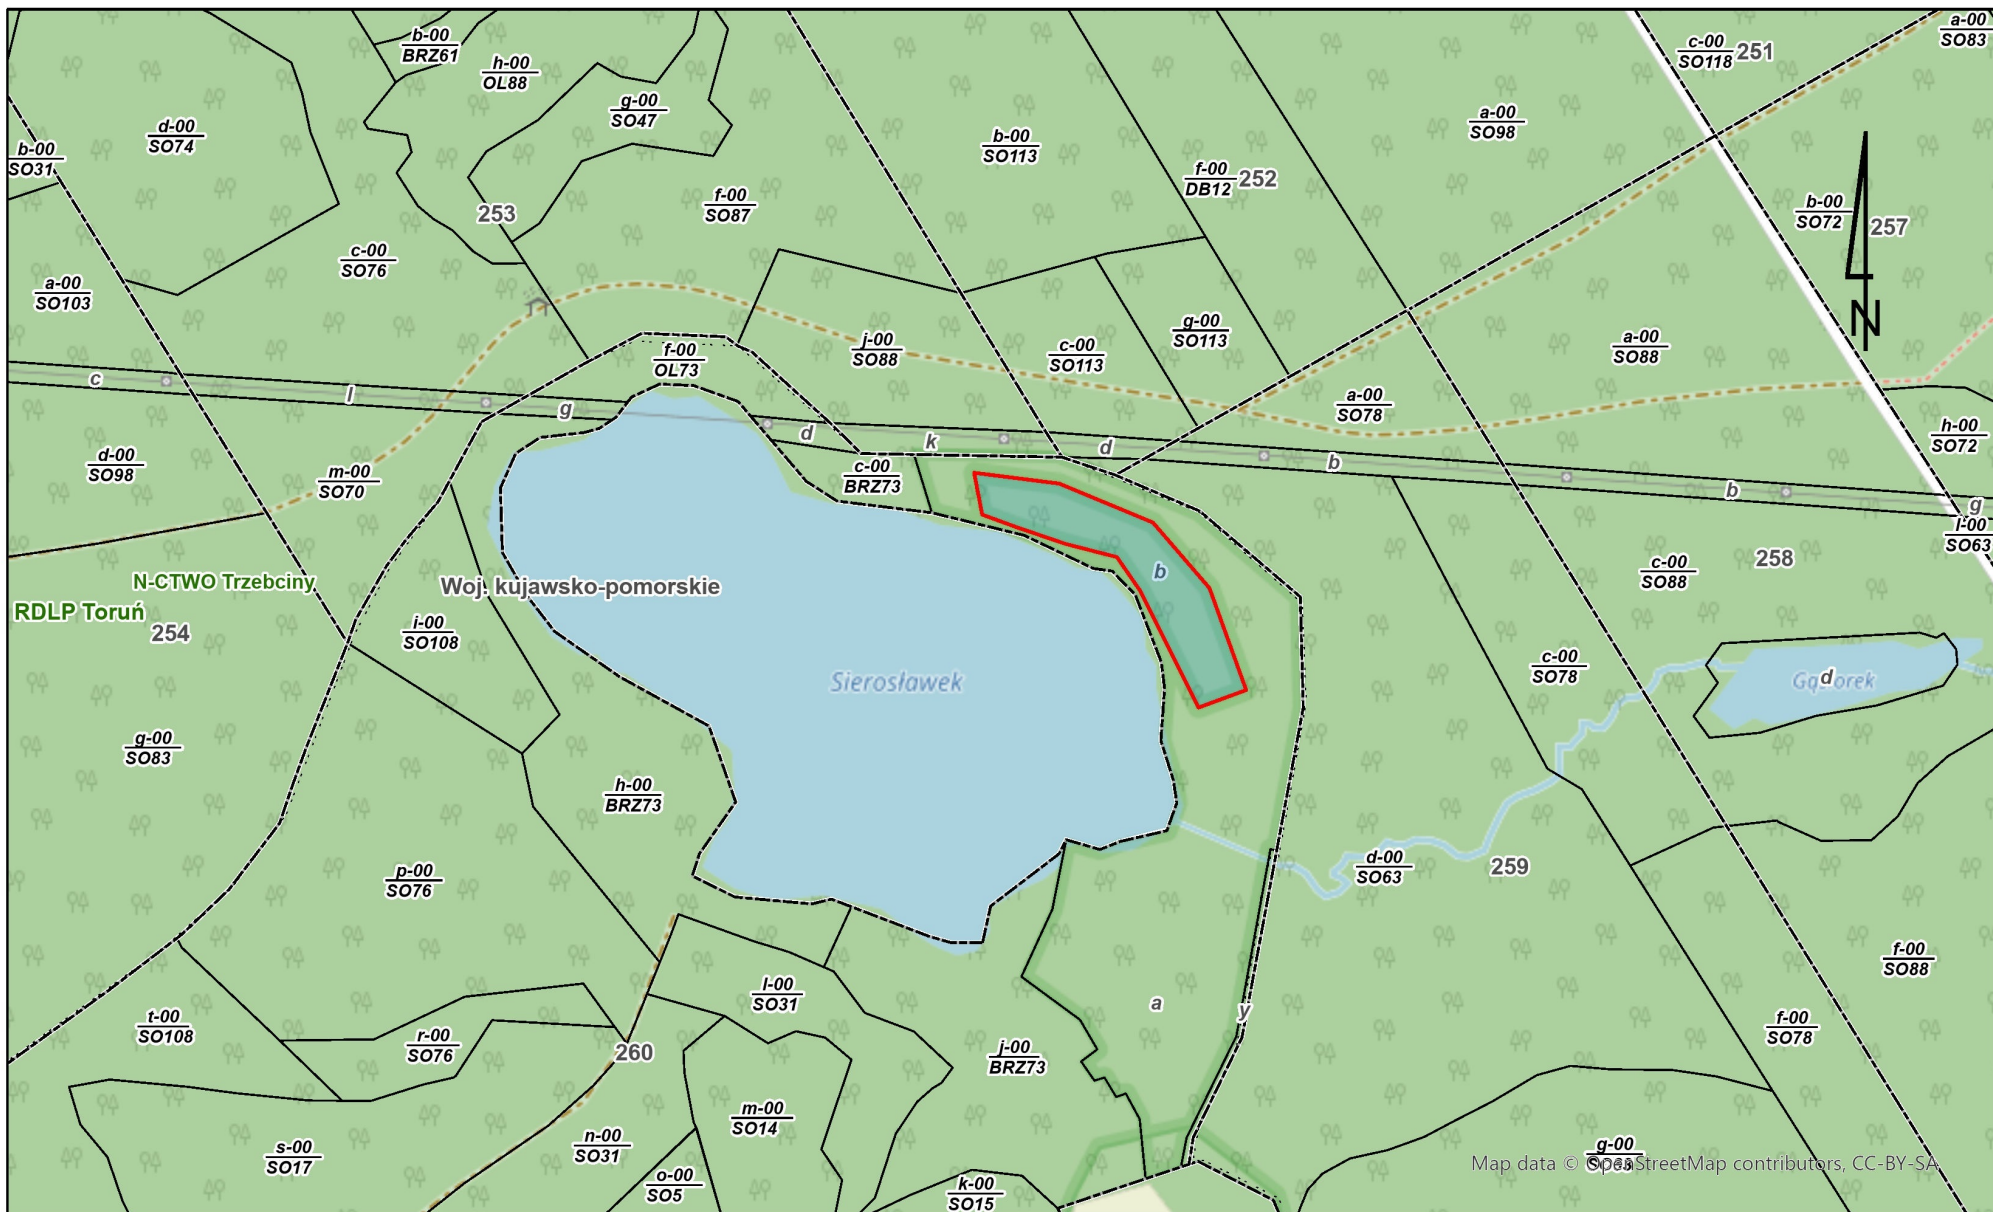 b-00
BRZ61
h-00
OL88
g-00
SO47
d-00
SO74
b-00
SO31
253
f-00
SO87
c-00
SO76
a-00
SO103
b-00
SO113
f-00
DB12
252
a-00
SO98
c-00
SO118
251
a-00
SO83
b-00
SO72
257
N
f-00
OL73
j-00
SO88
c-00
SO113
g-00
SO113
a-00
SO88
a-00
SO78
h-00
SO72
c
l
g
d
k
d
b
b
g
l-00
SO63
d-00
SO98
m-00
SO70
c-00
BRZ73
b
c-00
SO88
258
N-CTWO Trzebciny
RDLP Toruń
254
Woj. kujawsko-pomorskie
i-00
SO108
Sierosławek
c-00
SO78
d
g-00
SO83
h-00
BRZ73
p-00
SO76
d-00
SO63
259
f-00
SO88
t-00
SO108
r-00
SO76
260
l-00
SO31
a
y
j-00
BRZ73
f-00
SO78
m-00
SO14
s-00
SO17
n-00
SO31
o-00
SO5
k-00
SO15
g-00
Map data © OpenStreetMap contributors, CC-BY-SA